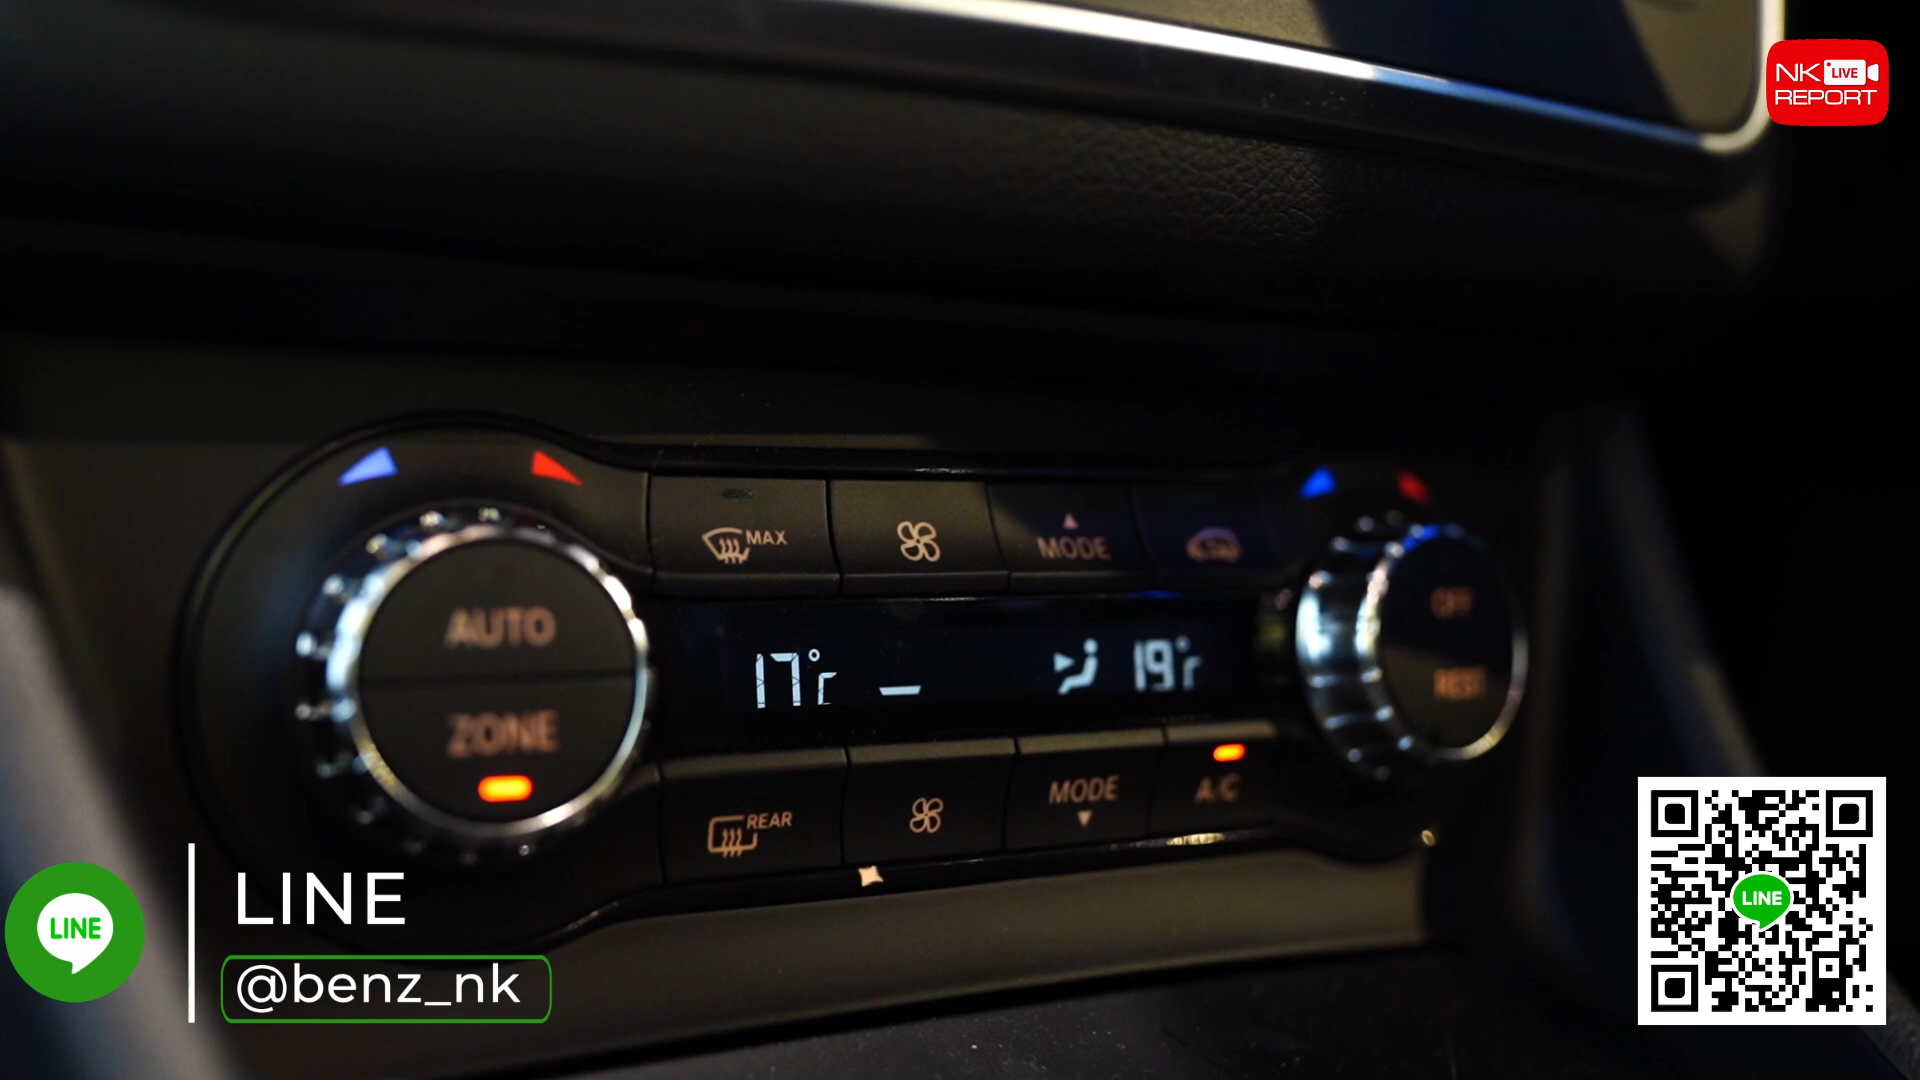 NK LIVE
REPORT
MAX
MODE
AUTO
OFF
17°c
19°c
REST
ZONE
MODE
A/C
REAR
LINE
LINE
@benz_nk
LINE